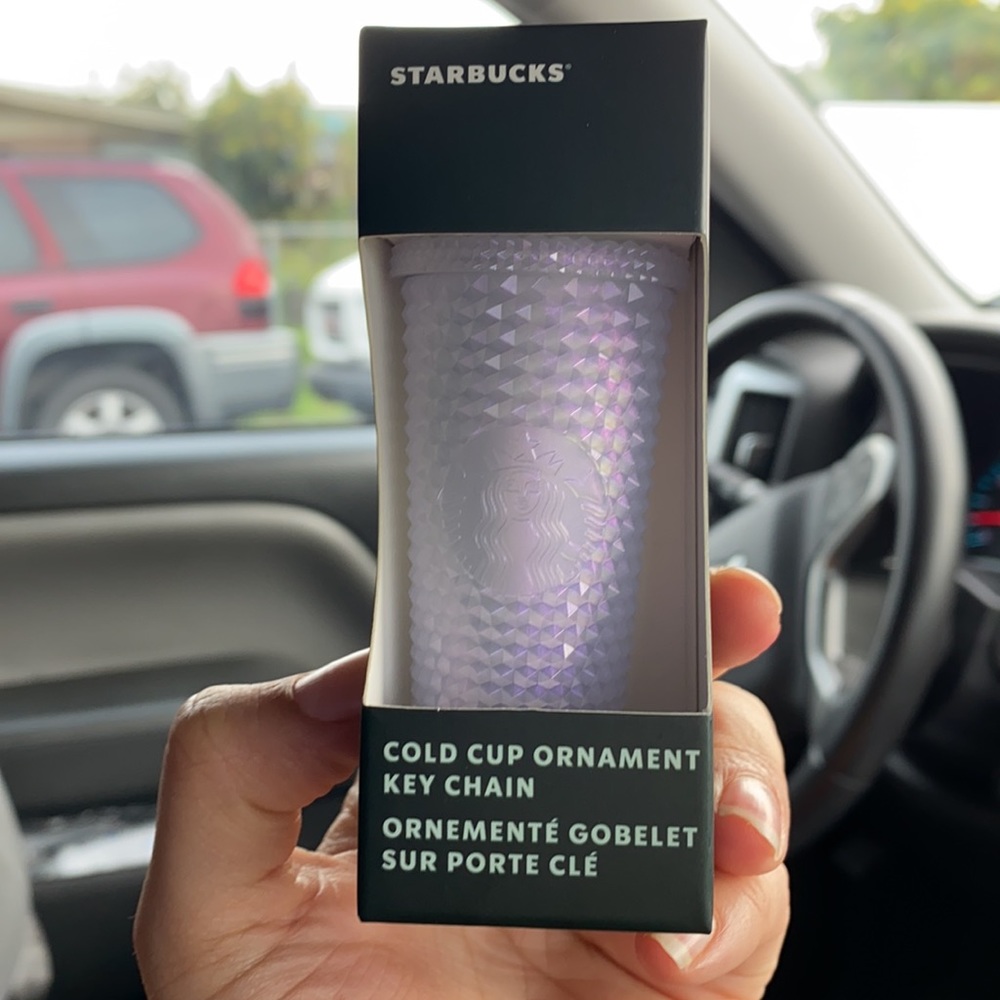 STARBUCKS®
COLD CUP ORNAMENT
KEY CHAIN
ORNEMENTÉ GOBELET
SUR PORTE CLÉ